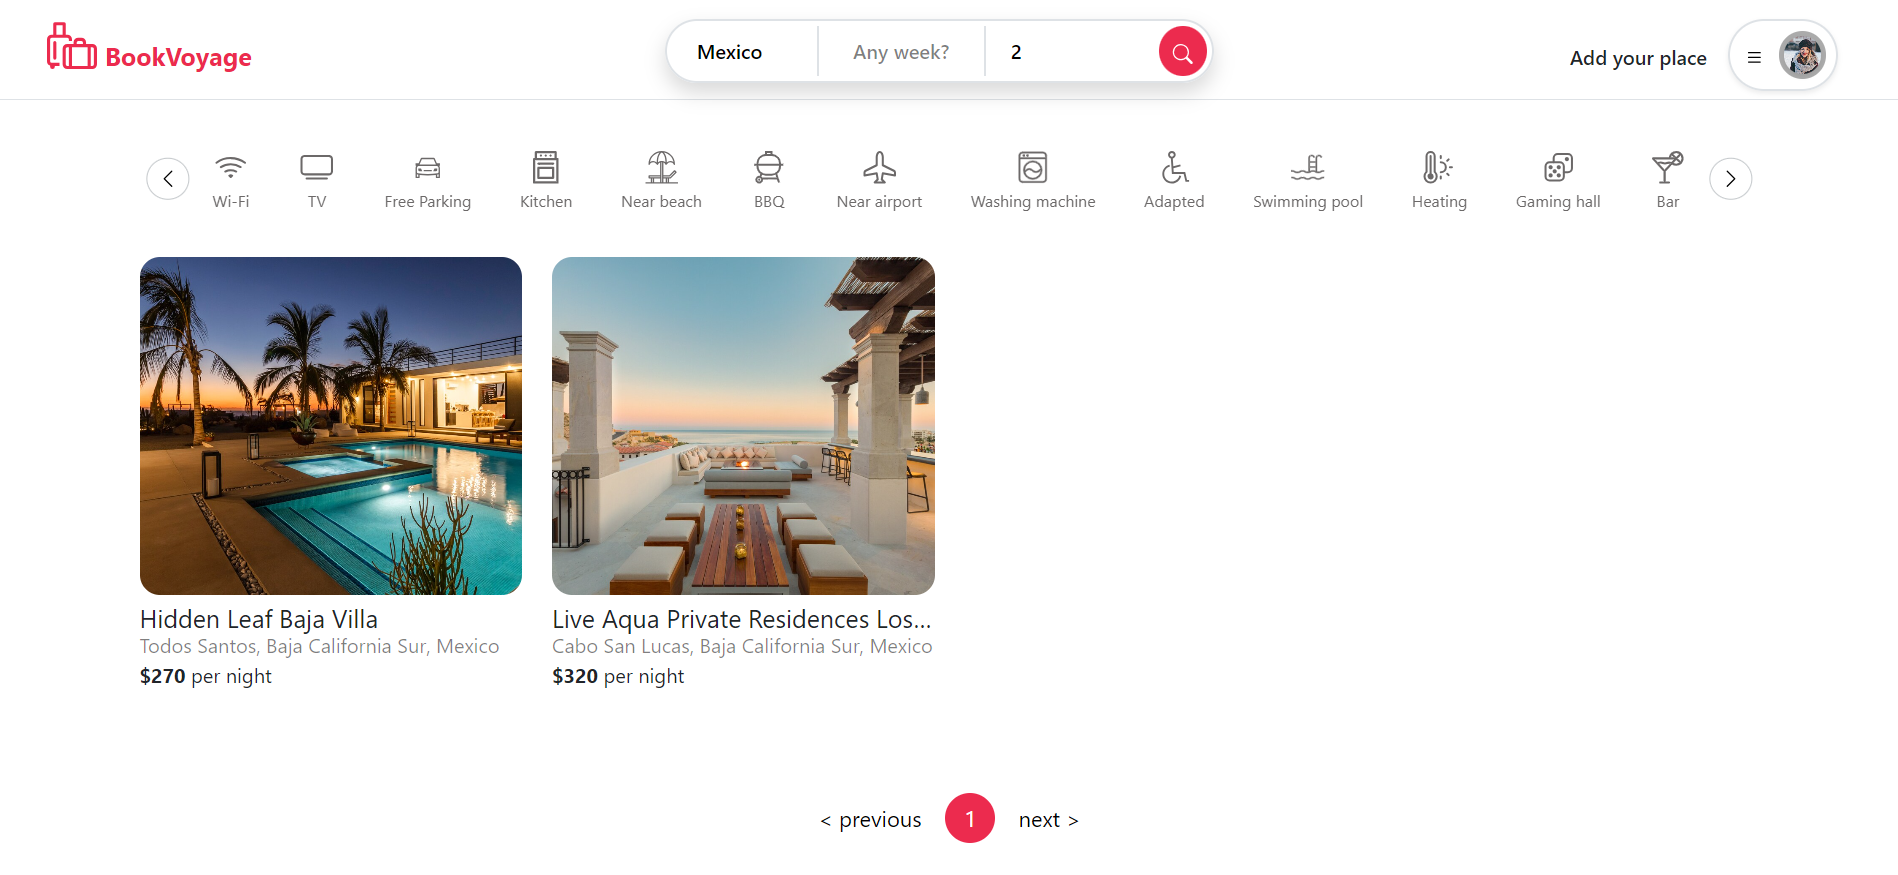 BookVoyage
Mexico
Any week?
2
Add your place
Wi-Fi
TV
Free Parking
Kitchen
Near beach
BBQ
Near airport
Washing machine
Adapted
Swimming pool
Heating
Gaming hall
Bar
Hidden Leaf Baja Villa
Todos Santos, Baja California Sur, Mexico
$270 per night
Live Aqua Private Residences Los...
Cabo San Lucas, Baja California Sur, Mexico
$320 per night
< previous
1
next >